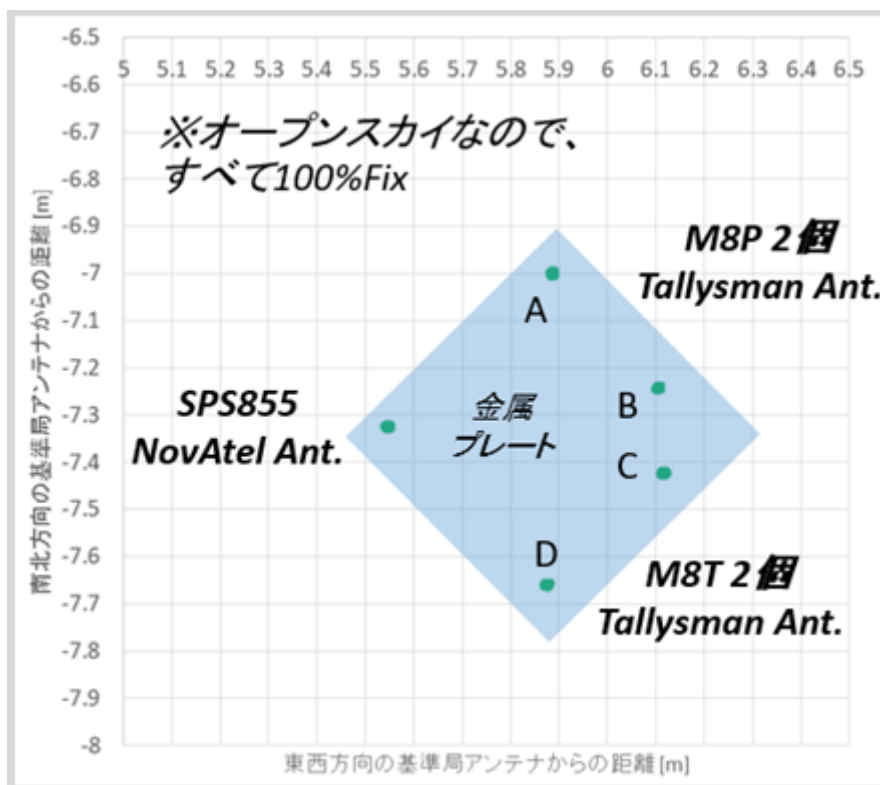 -6.5
5 5.1 5.2 5.3 5.4 5.5 5.6 5.7 5.8 5.9 6 6.1 6.2 6.3 6.4 6.5
-6.6
-6.7
-6.8
-6.9
-7
-7.1
-7.2
-7.3
-7.4
-7.5
-7.6
-7.7
-7.8
-7.9
-8
南北方向の基準局アンテナからの距離[m]
※オープンスカイなので、
すべて100%Fix
M8P 2個
Tallysman Ant.
A
SPS855
NovAtel Ant.
金属
プレート
B
C
D
M8T 2個
Tallysman Ant.
東西方向の基準局アンテナからの距離[m]